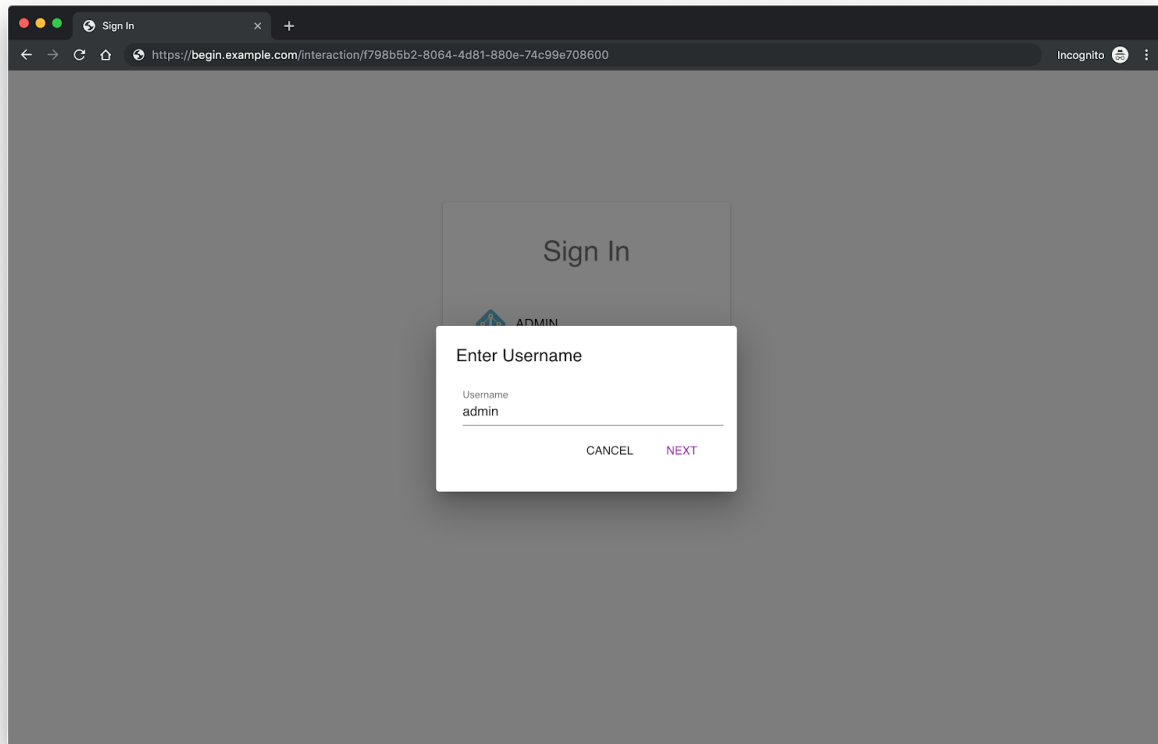 Sign In
https://begin.example.com/interaction/f798b5b2-8064-4d81-880e-74c99e708600
Incognito
Sign In
ADMIN
Enter Username
Username
admin
CANCEL NEXT